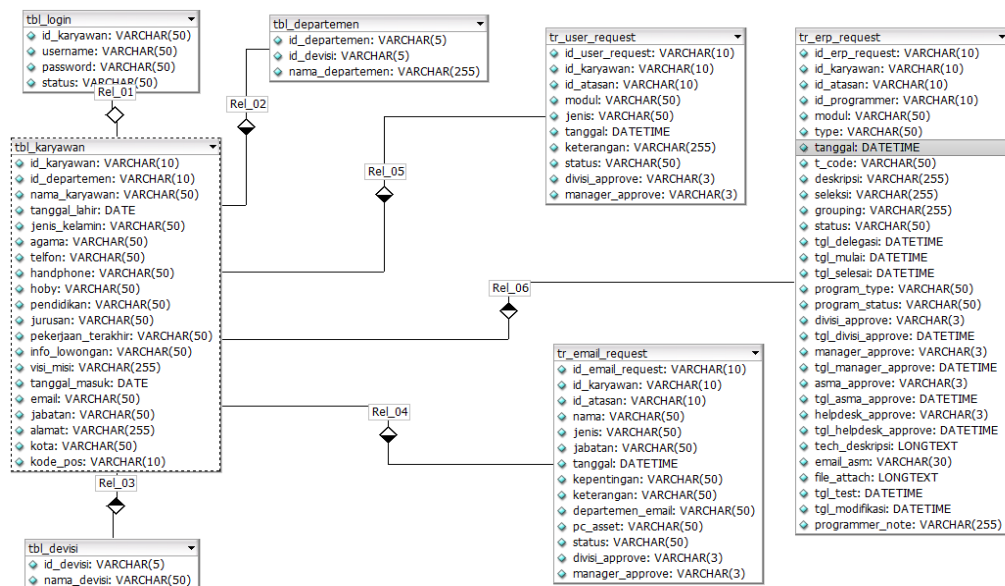 tbl_login
id_karyawan: VARCHAR(50)
username: VARCHAR(50)
password: VARCHAR(50)
status: VARCHAR(50)
Rel_01
tbl_departemen
id_departemen: VARCHAR(5)
id_devisi: VARCHAR(5)
nama_departemen: VARCHAR(255)
Rel_02
tbl_karyawan
id_karyawan: VARCHAR(10)
id_departemen: VARCHAR(10)
nama_karyawan: VARCHAR(50)
tanggal_lahir: DATE
jenis_kelamin: VARCHAR(50)
agama: VARCHAR(50)
telfon: VARCHAR(50)
handphone: VARCHAR(50)
hoby: VARCHAR(50)
pendidikan: VARCHAR(50)
jurusan: VARCHAR(50)
pekerjaan_terakhir: VARCHAR(50)
info_lowongan: VARCHAR(50)
visi_misi: VARCHAR(255)
tanggal_masuk: DATE
email: VARCHAR(50)
jabatan: VARCHAR(50)
alamat: VARCHAR(255)
kota: VARCHAR(50)
kode_pos: VARCHAR(10)
Rel_03
tbl_devisi
id_devisi: VARCHAR(5)
nama_devisi: VARCHAR(50)
Rel_05
Rel_06
Rel_04
tr_user_request
id_user_request: VARCHAR(10)
id_karyawan: VARCHAR(10)
id_atasan: VARCHAR(10)
modul: VARCHAR(50)
jenis: VARCHAR(50)
tanggal: DATETIME
keterangan: VARCHAR(255)
status: VARCHAR(50)
divisi_approve: VARCHAR(3)
manager_approve: VARCHAR(3)
tr_email_request
id_email_request: VARCHAR(10)
id_karyawan: VARCHAR(10)
id_atasan: VARCHAR(10)
nama: VARCHAR(50)
jenis: VARCHAR(50)
jabatan: VARCHAR(50)
tanggal: DATETIME
kepentingan: VARCHAR(50)
keterangan: VARCHAR(50)
departemen_email: VARCHAR(50)
pc_asset: VARCHAR(50)
status: VARCHAR(50)
divisi_approve: VARCHAR(3)
manager_approve: VARCHAR(3)
tr_erp_request
id_erp_request: VARCHAR(10)
id_karyawan: VARCHAR(10)
id_atasan: VARCHAR(10)
id_programmer: VARCHAR(10)
modul: VARCHAR(50)
type: VARCHAR(50)
tanggal: DATETIME
t_code: VARCHAR(50)
deskripsi: VARCHAR(255)
seleksi: VARCHAR(255)
grouping: VARCHAR(255)
status: VARCHAR(50)
tgl_delegasi: DATETIME
tgl_mulai: DATETIME
tgl_selesai: DATETIME
program_type: VARCHAR(50)
program_status: VARCHAR(50)
divisi_approve: VARCHAR(3)
tgl_divisi_approve: DATETIME
manager_approve: VARCHAR(3)
tgl_manager_approve: DATETIME
asma_approve: VARCHAR(3)
tgl_asma_approve: DATETIME
helpdesk_approve: VARCHAR(3)
tgl_helpdesk_approve: DATETIME
tech_deskripsi: LONGTEXT
email_asm: VARCHAR(30)
file_attach: LONGTEXT
tgl_test: DATETIME
tgl_modifikasi: DATETIME
programmer_note: VARCHAR(255)